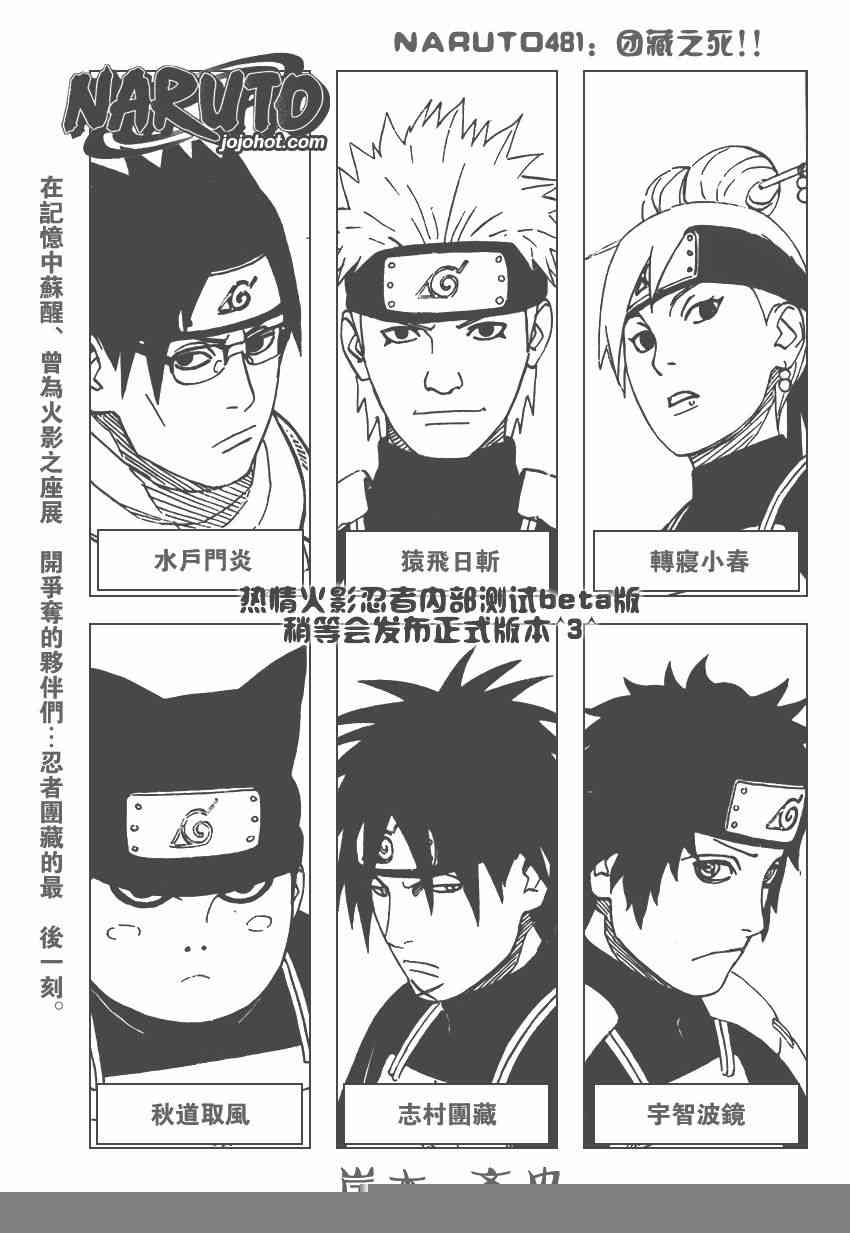 NARUTO481：团藏之死!!
NARUTO
jojohot.com
在記憶中蘇醒、曾為火影之座展　開爭奪的夥伴們…忍者團藏的最　後一刻。
水戶門炎
猿飛日斬
轉寢小春
热情火影忍者内部测试beta版
稍等会发布正式版本^3^
秋道取風
志村團藏
宇智波鏡